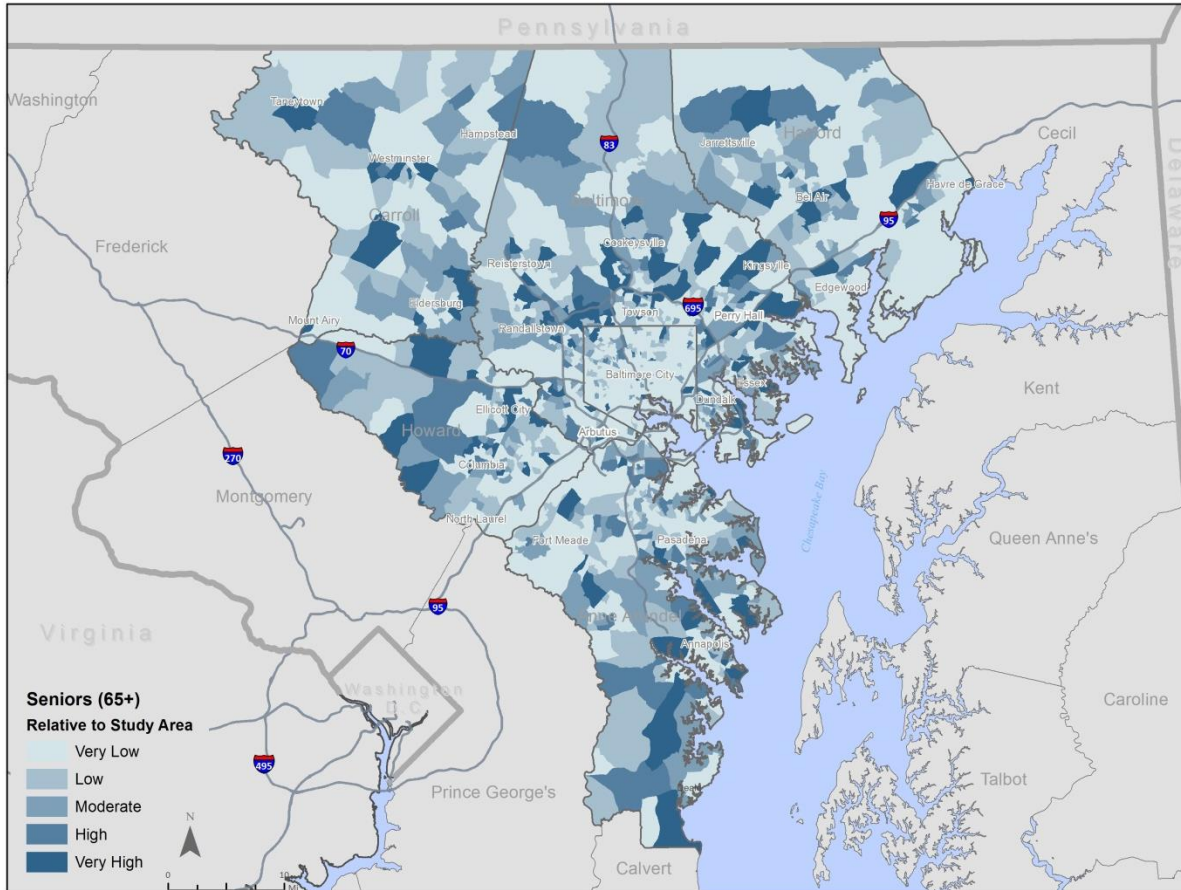 Pennsylvania
Washington
Taneytown
Hampstead
83
Jarrettsville
Harford
Cecil
Delaware
Westminster
Bel Air
Havre de Grace
Carroll
Baltimore
95
Frederick
Cockeysville
Reisterstown
Kingsville
Edgewood
Eldersburg
695
Mount Airy
Towson
Perry Hall
Randallstown
70
Baltimore City
Essex
Kent
Dundalk
Ellicott City
Howard
Arbutus
270
Columbia
Montgomery
Chesapeake Bay
North Laurel
Fort Meade
Pasadena
Queen Anne's
95
Anne Arundel
Virginia
Annapolis
Seniors (65+)
Relative to Study Area
Washington
D.C.
Caroline
Very Low
Low
495
Moderate
Prince George's
Talbot
High
N
Very High
Calvert
0
10
Mi